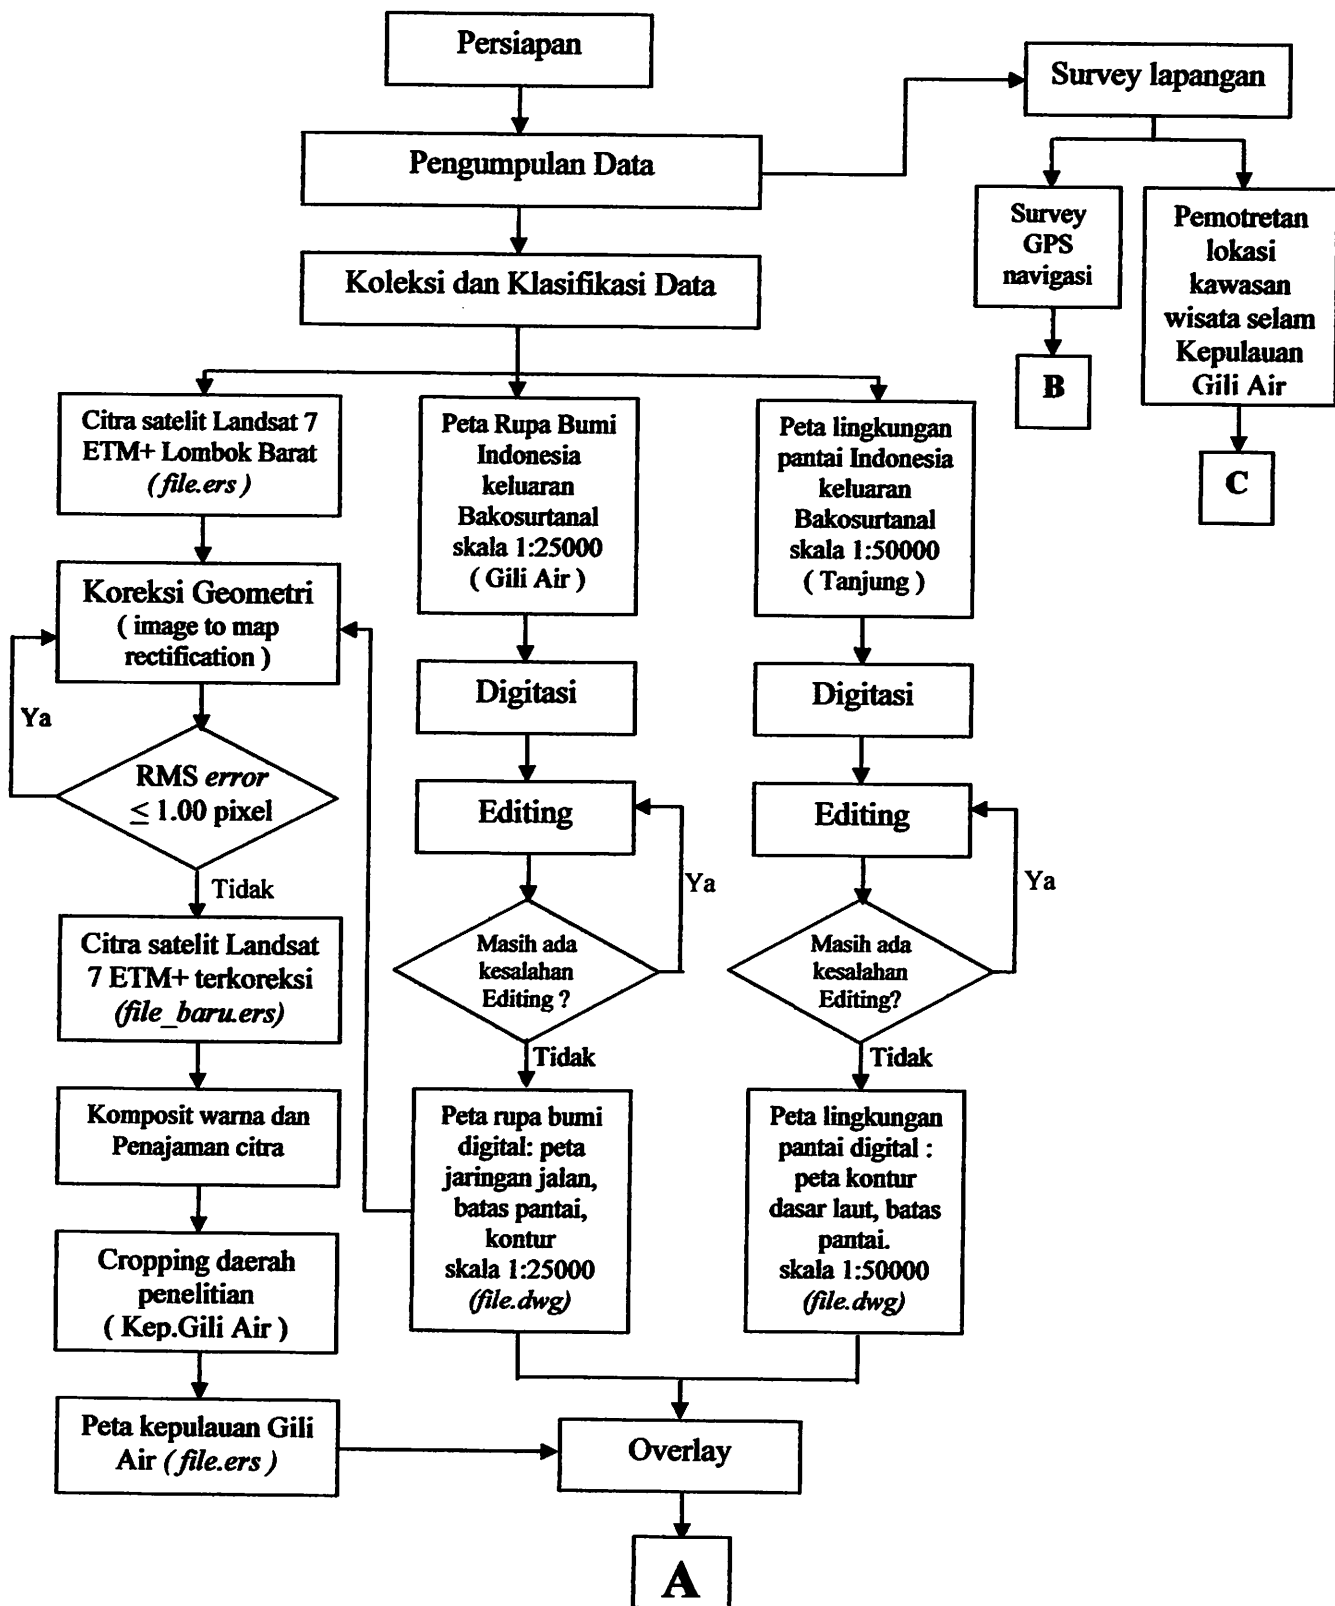 Persiapan
Pengumpulan Data
Koleksi dan Klasifikasi Data
Survey lapangan
Survey
GPS
navigasi
B
Pemotretan
lokasi
kawasan
wisata selam
Kepulauan
Gili Air
C
Citra satelit Landsat 7
ETM+ Lombok Barat
( file.ers )
Koreksi Geometri
( image to map
rectification )
Ya
RMS error
≤ 1.00 pixel
Tidak
Citra satelit Landsat
7 ETM+ terkoreksi
(file_baru.ers)
Komposit warna dan
Penajaman citra
Cropping daerah
penelitian
( Kep.Gili Air )
Peta kepulauan Gili
Air ( file.ers )
Peta Rupa Bumi
Indonesia
keluaran
Bakosurtanal
skala 1:25000
( Gili Air )
Digitasi
Editing
Ya
Masih ada
kesalahan
Editing ?
Tidak
Peta rupa bumi
digital: peta
jaringan jalan,
batas pantai,
kontur
skala 1:25000
(file.dwg)
Peta lingkungan
pantai Indonesia
keluaran
Bakosurtanal
skala 1:50000
( Tanjung )
Digitasi
Editing
Ya
Masih ada
kesalahan
Editing?
Tidak
Peta lingkungan
pantai digital :
peta kontur
dasar laut, batas
pantai.
skala 1:50000
(file.dwg)
Overlay
A